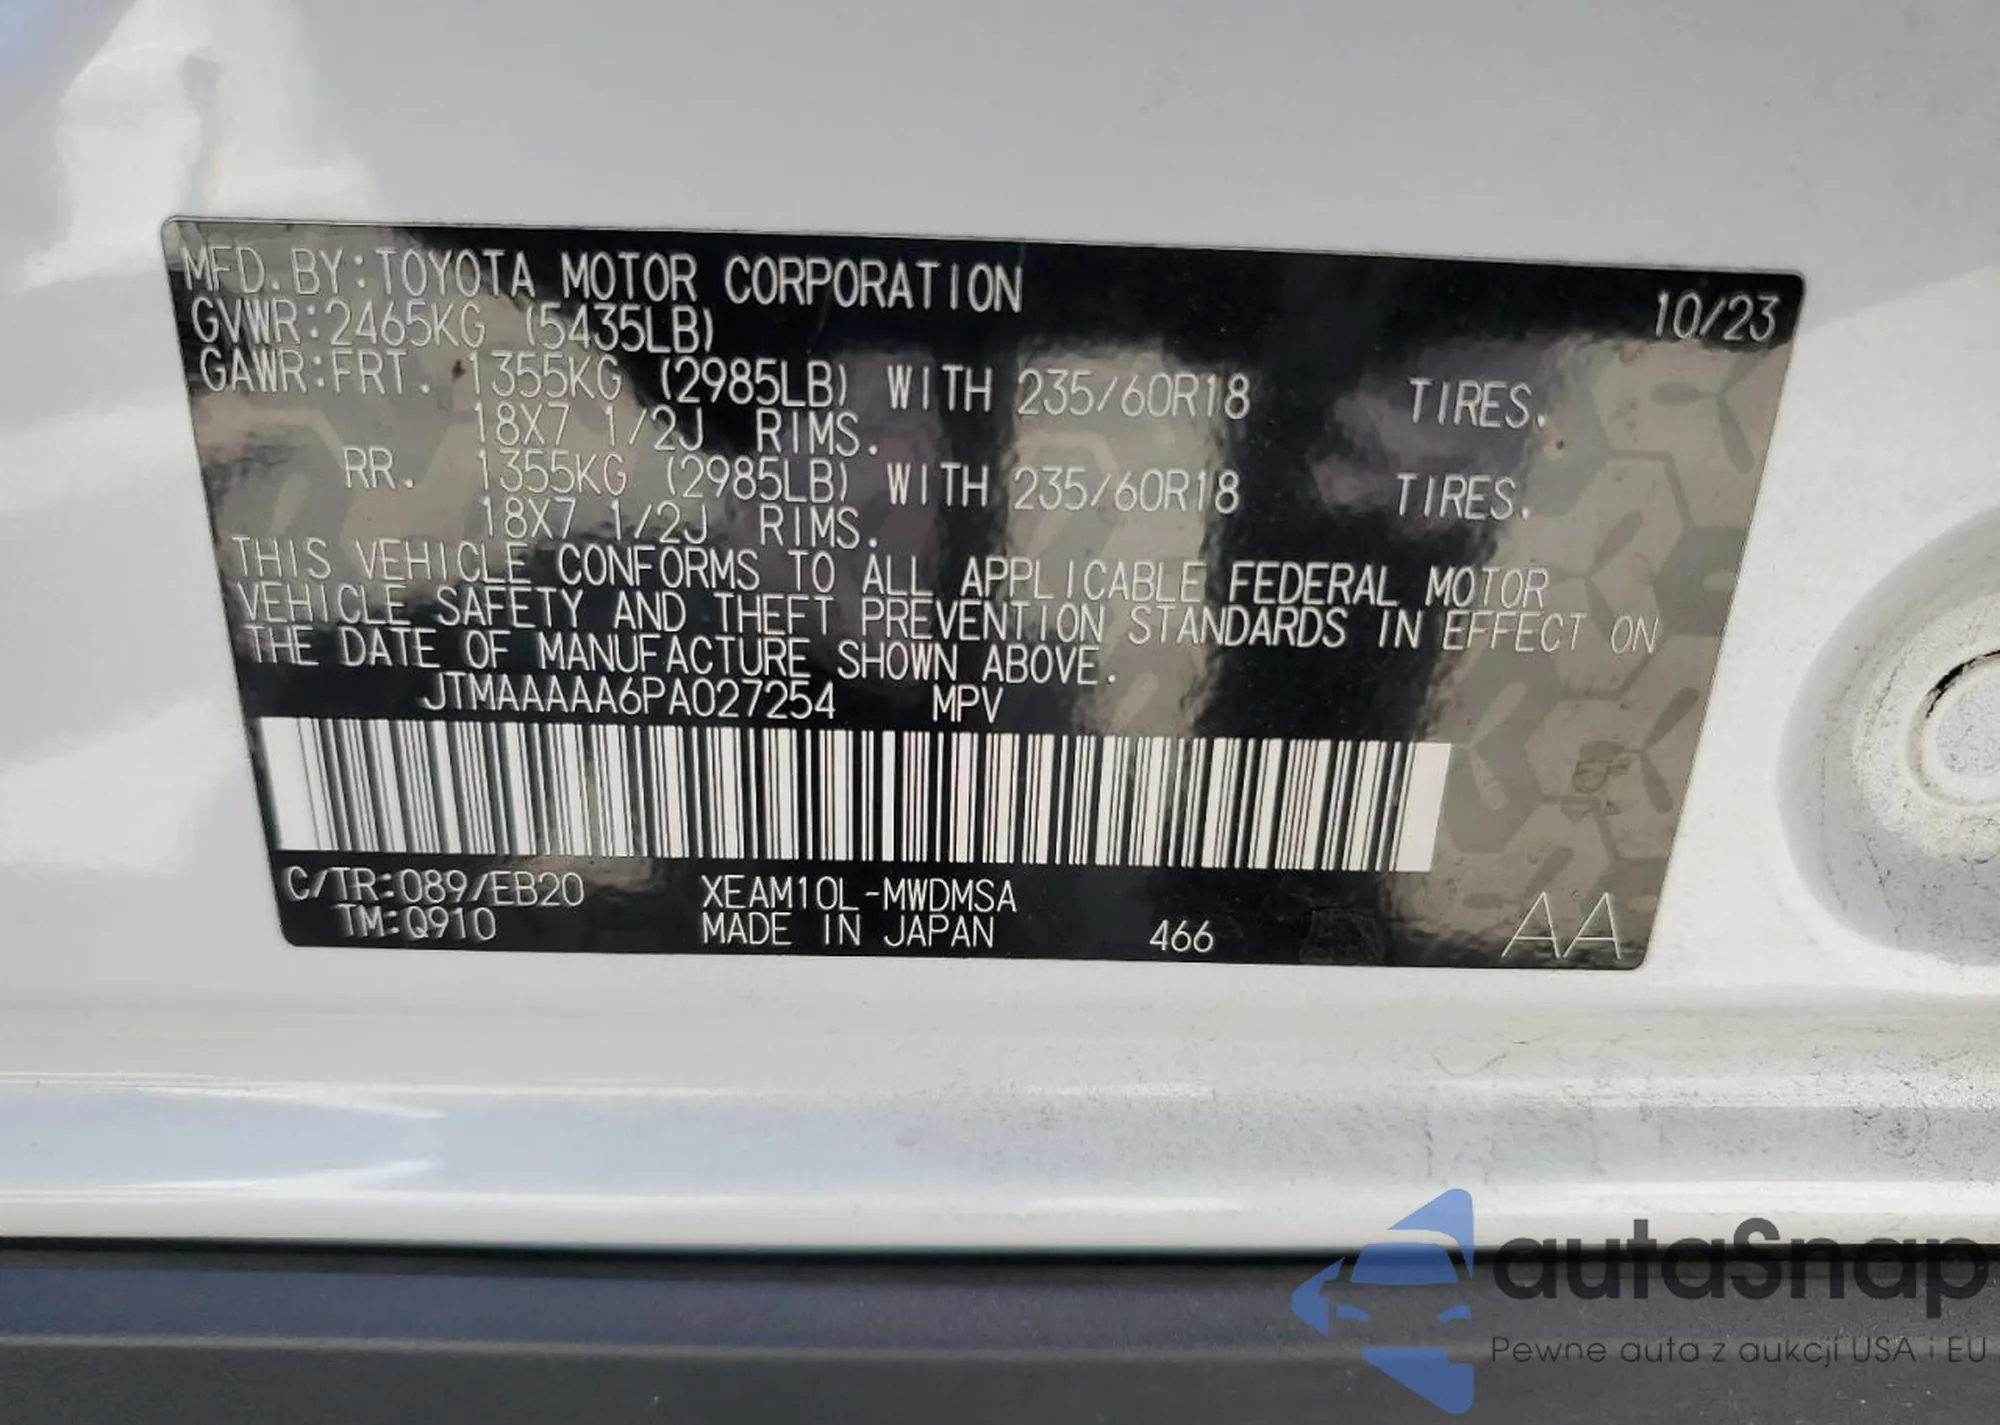 MFD.BY:TOYOTA MOTOR CORPORATION 10/23
GVWR:2465KG (5435LB)
GAWR:FRT. 1355KG (2985LB) WITH 235/60R18 TIRES.
18X7 1/2J RIMS.
RR. 1355KG (2985LB) WITH 235/60R18 TIRES.
18X7 1/2J RIMS.
THIS VEHICLE CONFORMS TO ALL APPLICABLE FEDERAL MOTOR
VEHICLE SAFETY AND THEFT PREVENTION STANDARDS IN EFFECT ON
THE DATE OF MANUFACTURE SHOWN ABOVE.
JTMAAAAA6PA027254 MPV
C/TR:089/EB20 XEAM10L-MWDMSA
TM:Q910 MADE IN JAPAN 466 AA
autaSnap
Pewne auta z aukcji USA i EU